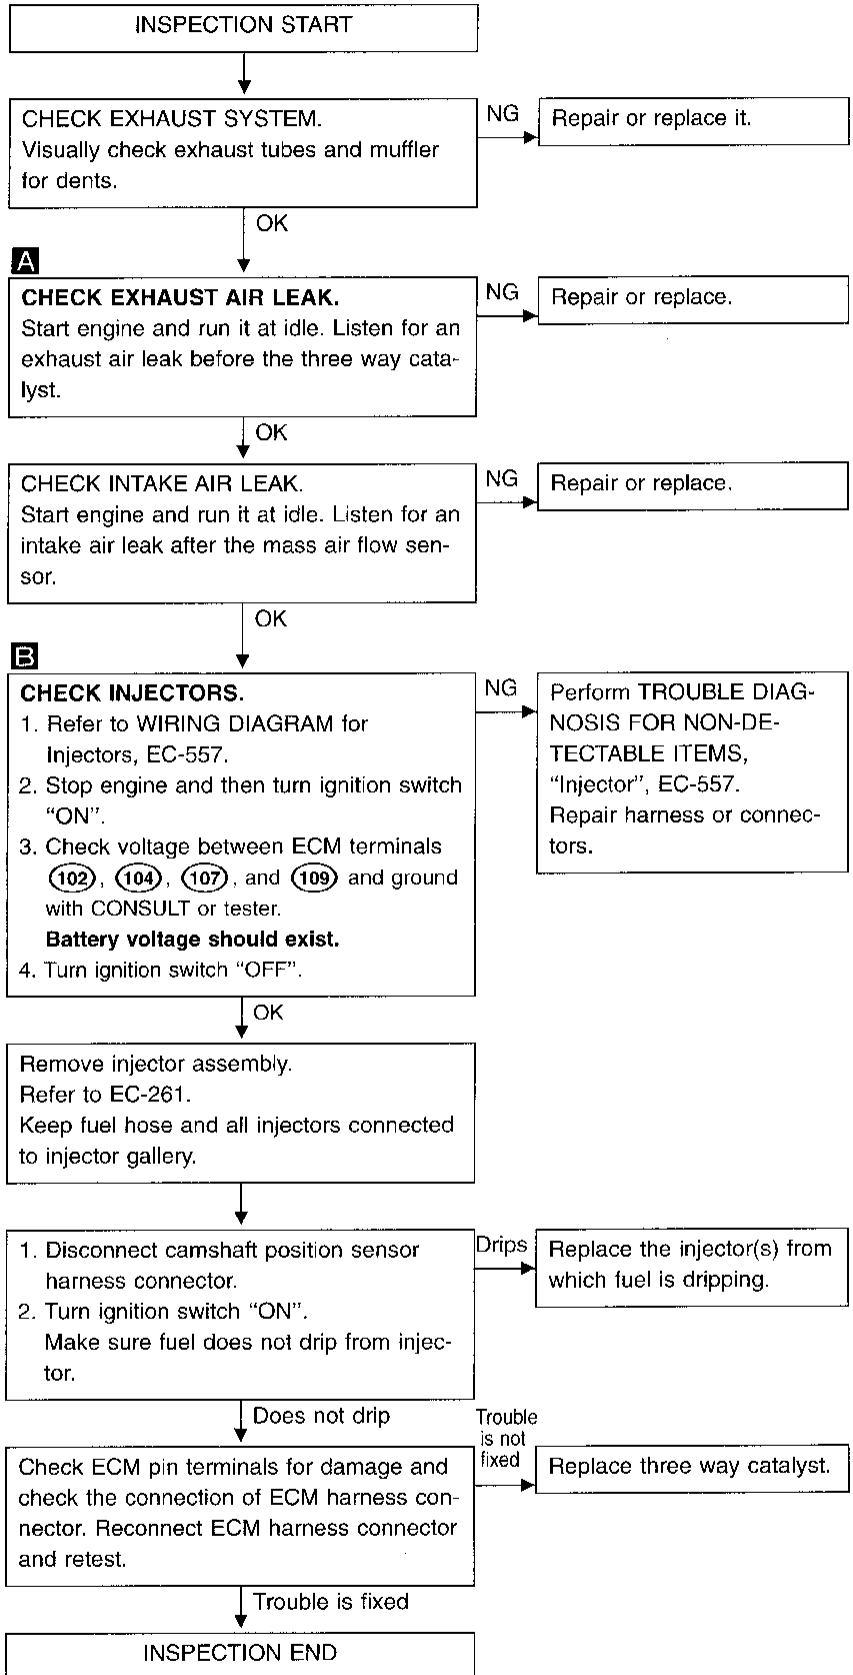 INSPECTION START
CHECK EXHAUST SYSTEM.
Visually check exhaust tubes and muffler
for dents.
NG
Repair or replace it.
OK
A
CHECK EXHAUST AIR LEAK.
Start engine and run it at idle. Listen for an
exhaust air leak before the three way cata-
lyst.
NG
Repair or replace.
OK
CHECK INTAKE AIR LEAK.
Start engine and run it at idle. Listen for an
intake air leak after the mass air flow sen-
sor.
NG
Repair or replace.
OK
B
CHECK INJECTORS.
1. Refer to WIRING DIAGRAM for
Injectors, EC-557.
2. Stop engine and then turn ignition switch
"ON".
3. Check voltage between ECM terminals
102, 104, 107, and 109 and ground
with CONSULT or tester.
Battery voltage should exist.
4. Turn ignition switch "OFF".
NG
Perform TROUBLE DIAG-
NOSIS FOR NON-DE-
TECTABLE ITEMS,
"Injector", EC-557.
Repair harness or connec-
tors.
OK
Remove injector assembly.
Refer to EC-261.
Keep fuel hose and all injectors connected
to injector gallery.
1. Disconnect camshaft position sensor
harness connector.
2. Turn ignition switch "ON".
Make sure fuel does not drip from injec-
tor.
Drips
Replace the injector(s) from
which fuel is dripping.
Does not drip
Check ECM pin terminals for damage and
check the connection of ECM harness con-
nector. Reconnect ECM harness connector
and retest.
Trouble
is not
fixed
Replace three way catalyst.
Trouble is fixed
INSPECTION END